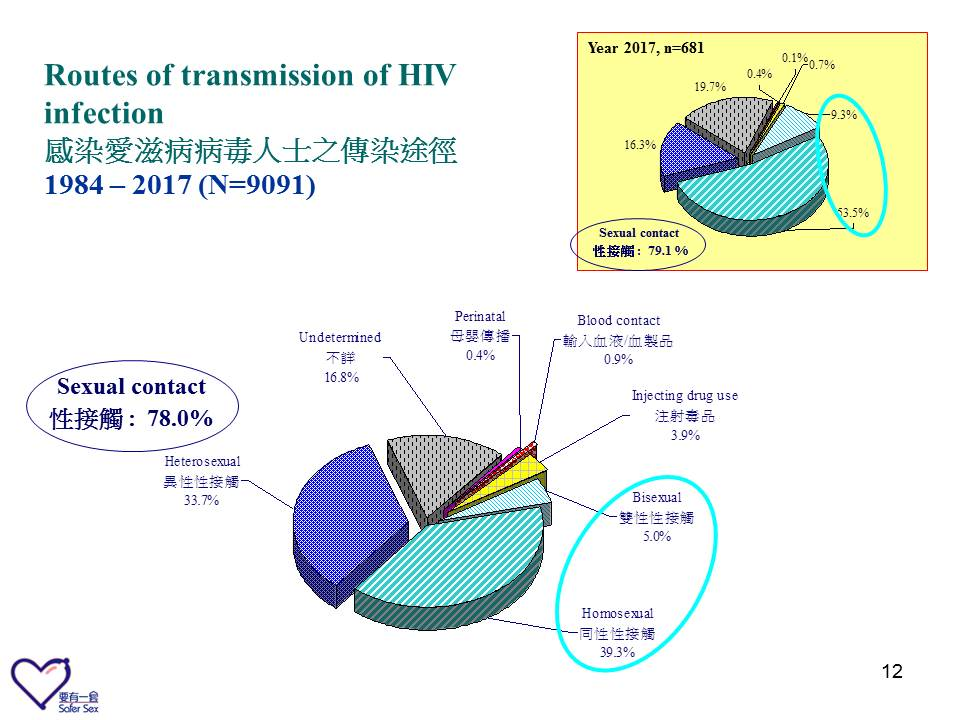 Routes of transmission of HIV
infection
感染愛滋病病毒人士之傳染途徑
1984 – 2017 (N=9091)
Year 2017, n=681
0.1%
0.7%
0.4%
19.7%
9.3%
16.3%
53.5%
Sexual contact
性接觸 : 79.1 %
Perinatal
母嬰傳播
0.4%
Blood contact
輸入血液/血製品
0.9%
Undetermined
不詳
16.8%
Sexual contact
性接觸 : 78.0%
Injecting drug use
注射毒品
3.9%
Heterosexual
異性性接觸
33.7%
Bisexual
雙性性接觸
5.0%
Homosexual
同性性接觸
39.3%
要有一套
Safer Sex
12